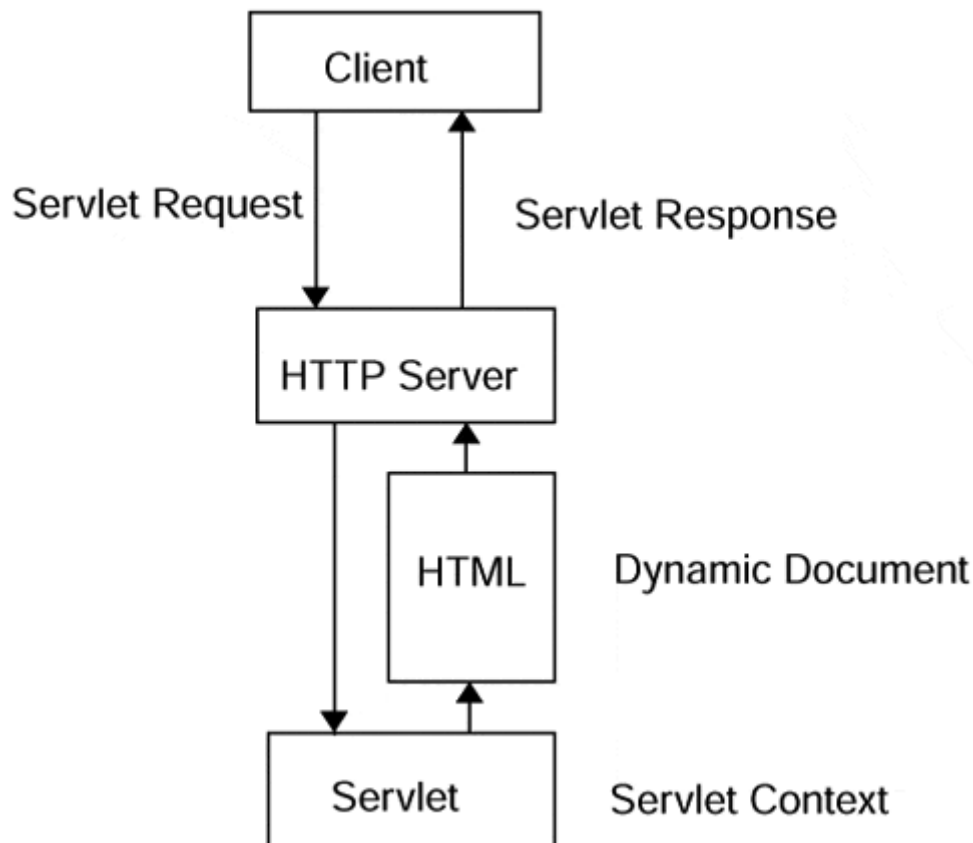 Client
Servlet Request
Servlet Response
HTTP Server
HTML
Dynamic Document
Servlet
Servlet Context